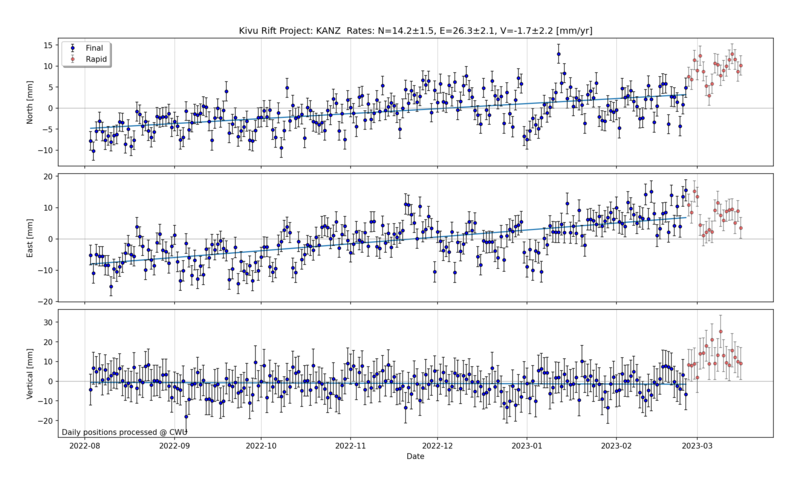 Kivu Rift Project: KANZ Rates: N=14.2±1.5, E=26.3±2.1, V=-1.7±2.2 [mm/yr]
Final
Rapid
North [mm]
15
10
5
0
−5
−10
East [mm]
20
10
0
−10
−20
Vertical [mm]
30
20
10
0
−10
−20
Daily positions processed @ CWU
2022-08 2022-09 2022-10 2022-11 2022-12 2023-01 2023-02 2023-03
Date